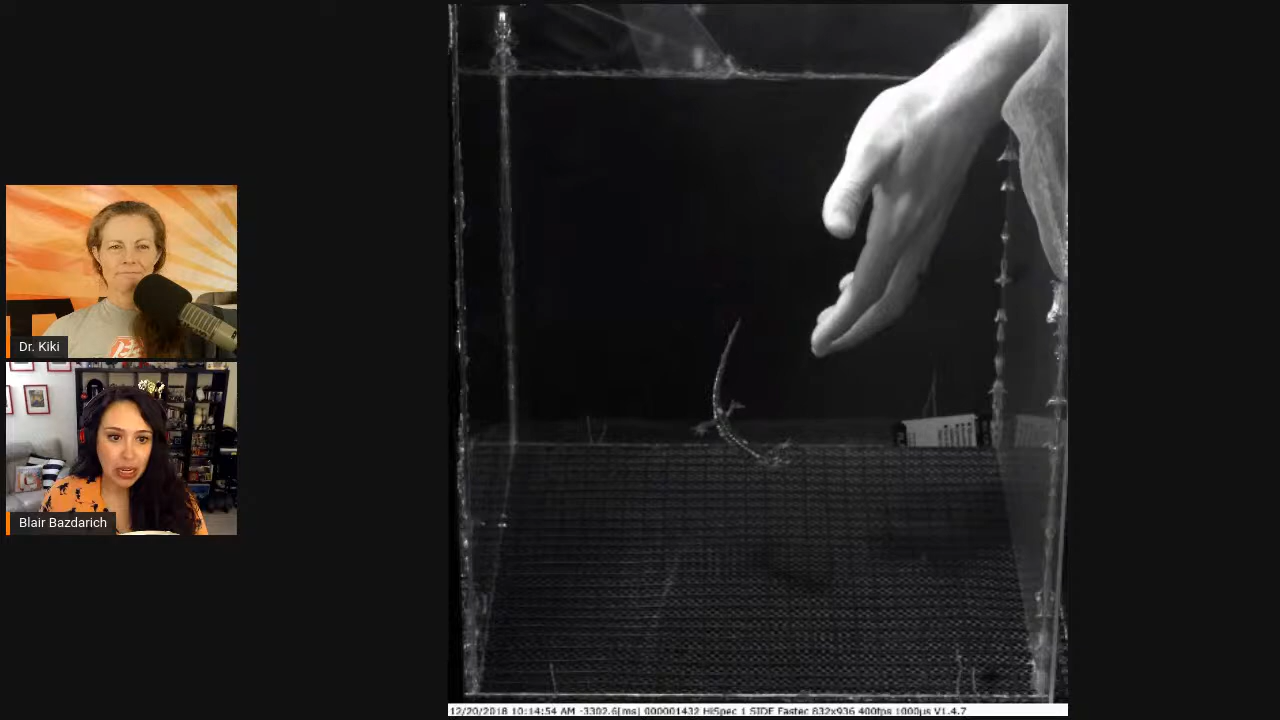 Dr. Kiki
Blair Bazdarich
12/20/2018 10:14:54 AM -3302.6[ms] 000001432 HiSpec 1 SIDE Fastec 832x936 400fps 1000µs V1.4.7